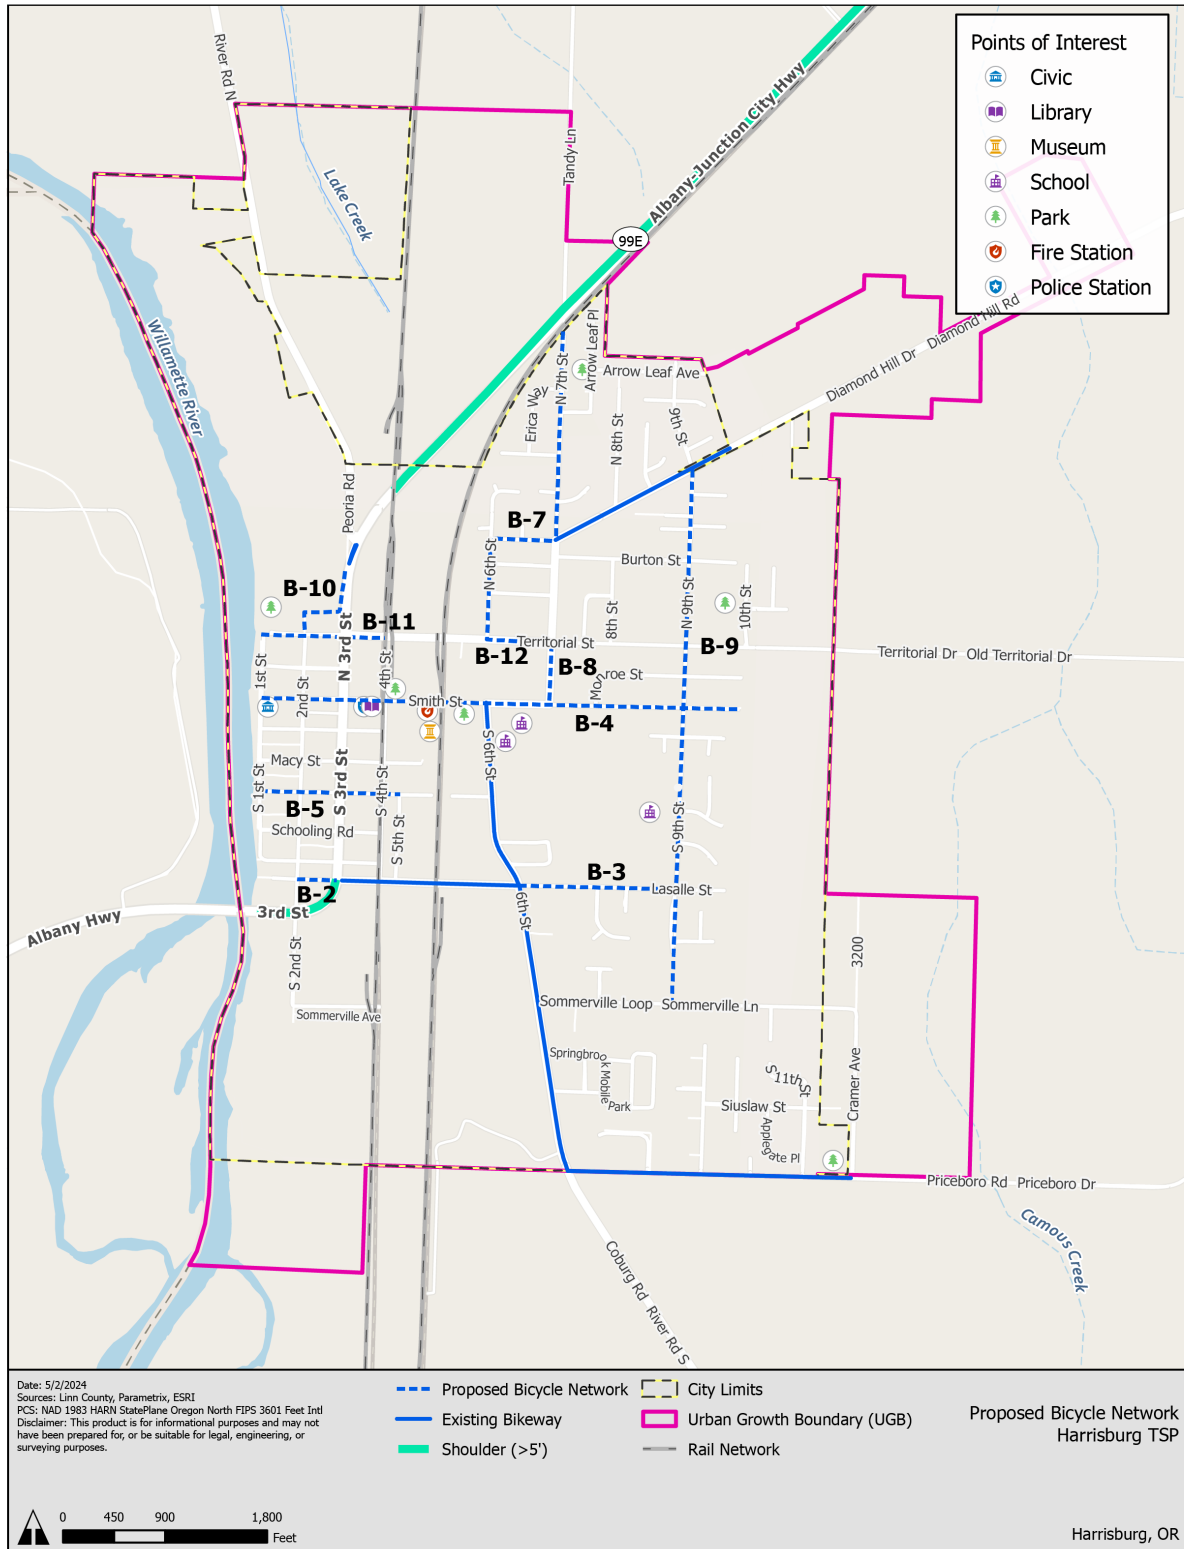 Points of Interest
Civic
Library
Museum
School
Park
Fire Station
Police Station
River Rd N
Lake Creek
Tandy Ln
Albany-Junction City Hwy
99E
Willamette River
Diamond Hill Dr
Diamond Hill Rd
Arrow Leaf Pl
Arrow Leaf Ave
N 7th St
Erica Way
N 8th St
9th St
Peoria Rd
B-7
N 6th St
Burton St
B-10
N 3rd St
B-11
8th St
N 9th St
10th St
Territorial St
B-12
B-8
B-9
Territorial Dr
Old Territorial Dr
1st St
2nd St
4th St
Monroe St
Smith St
B-4
S 6th St
Macy St
S 1st St
S 3rd St
S 4th St
B-5
Schooling Rd
S 5th St
S 9th St
B-2
B-3
Lasalle St
3rd St
Albany Hwy
6th St
S 2nd St
3200
Sommerville Ave
Sommerville Loop
Sommerville Ln
Springbrook Mobile Park
S 11th St
Siuslaw St
Applegate Pl
Cramer Ave
Priceboro Rd
Priceboro Dr
Camous Creek
Coburg Rd
River Rd S
Date: 5/2/2024
Sources: Linn County, Parametrix, ESRI
PCS: NAD 1983 HARN StatePlane Oregon North FIPS 3601 Feet Intl
Disclaimer: This product is for informational purposes and may not
have been prepared for, or be suitable for legal, engineering, or
surveying purposes.
Proposed Bicycle Network
Existing Bikeway
Shoulder (>5')
City Limits
Urban Growth Boundary (UGB)
Rail Network
Proposed Bicycle Network
Harrisburg TSP
0 450 900 1,800
Feet
Harrisburg, OR